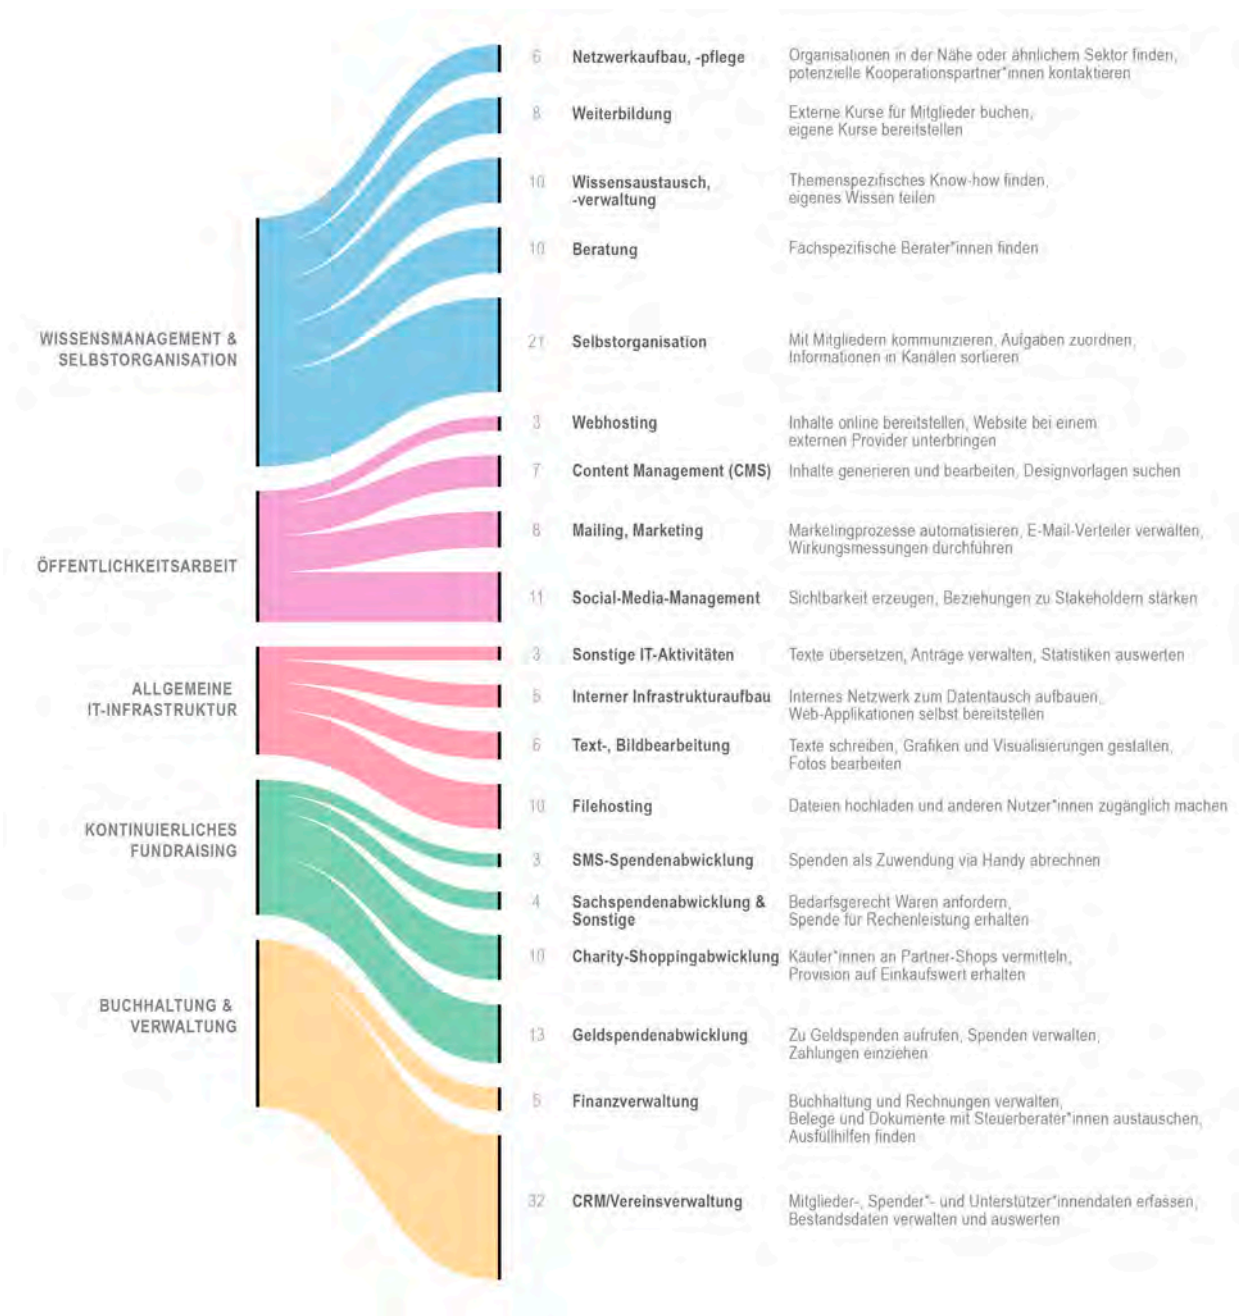 6 Netzwerkaufbau, -pflege Organisationen in der Nähe oder ähnlichem Sektor finden,
potenzielle Kooperationspartner*innen kontaktieren
8 Weiterbildung Externe Kurse für Mitglieder buchen,
eigene Kurse bereitstellen
10 Wissensaustausch, Themenspezifisches Know-how finden,
-verwaltung eigenes Wissen teilen
10 Beratung Fachspezifische Berater*innen finden
WISSENSMANAGEMENT &
SELBSTORGANISATION
21 Selbstorganisation Mit Mitgliedern kommunizieren, Aufgaben zuordnen,
Informationen in Kanälen sortieren
3 Webhosting Inhalte online bereitstellen, Website bei einem
externen Provider unterbringen
7 Content Management (CMS) Inhalte generieren und bearbeiten, Designvorlagen suchen
8 Mailing, Marketing Marketingprozesse automatisieren, E-Mail-Verteiler verwalten,
Wirkungsmessungen durchführen
ÖFFENTLICHKEITSARBEIT
11 Social-Media-Management Sichtbarkeit erzeugen, Beziehungen zu Stakeholdern stärken
3 Sonstige IT-Aktivitäten Texte übersetzen, Anträge verwalten, Statistiken auswerten
ALLGEMEINE
IT-INFRASTRUKTUR
5 Interner Infrastrukturaufbau Internes Netzwerk zum Datentausch aufbauen,
Web-Applikationen selbst bereitstellen
6 Text-, Bildbearbeitung Texte schreiben, Grafiken und Visualisierungen gestalten,
Fotos bearbeiten
10 Filehosting Dateien hochladen und anderen Nutzer*innen zugänglich machen
KONTINUIERLICHES
FUNDRAISING
3 SMS-Spendenabwicklung Spenden als Zuwendung via Handy abrechnen
4 Sachspendenabwicklung & Bedarfsgerecht Waren anfordern,
Sonstige Spende für Rechenleistung erhalten
10 Charity-Shoppingabwicklung Käufer*innen an Partner-Shops vermitteln,
Provision auf Einkaufswert erhalten
BUCHHALTUNG &
VERWALTUNG
13 Geldspendenabwicklung Zu Geldspenden aufrufen, Spenden verwalten,
Zahlungen einziehen
5 Finanzverwaltung Buchhaltung und Rechnungen verwalten,
Belege und Dokumente mit Steuerberater*innen austauschen,
Ausfüllhilfen finden
32 CRM/Vereinsverwaltung Mitglieder-, Spender*- und Unterstützer*innendaten erfassen,
Bestandsdaten verwalten und auswerten